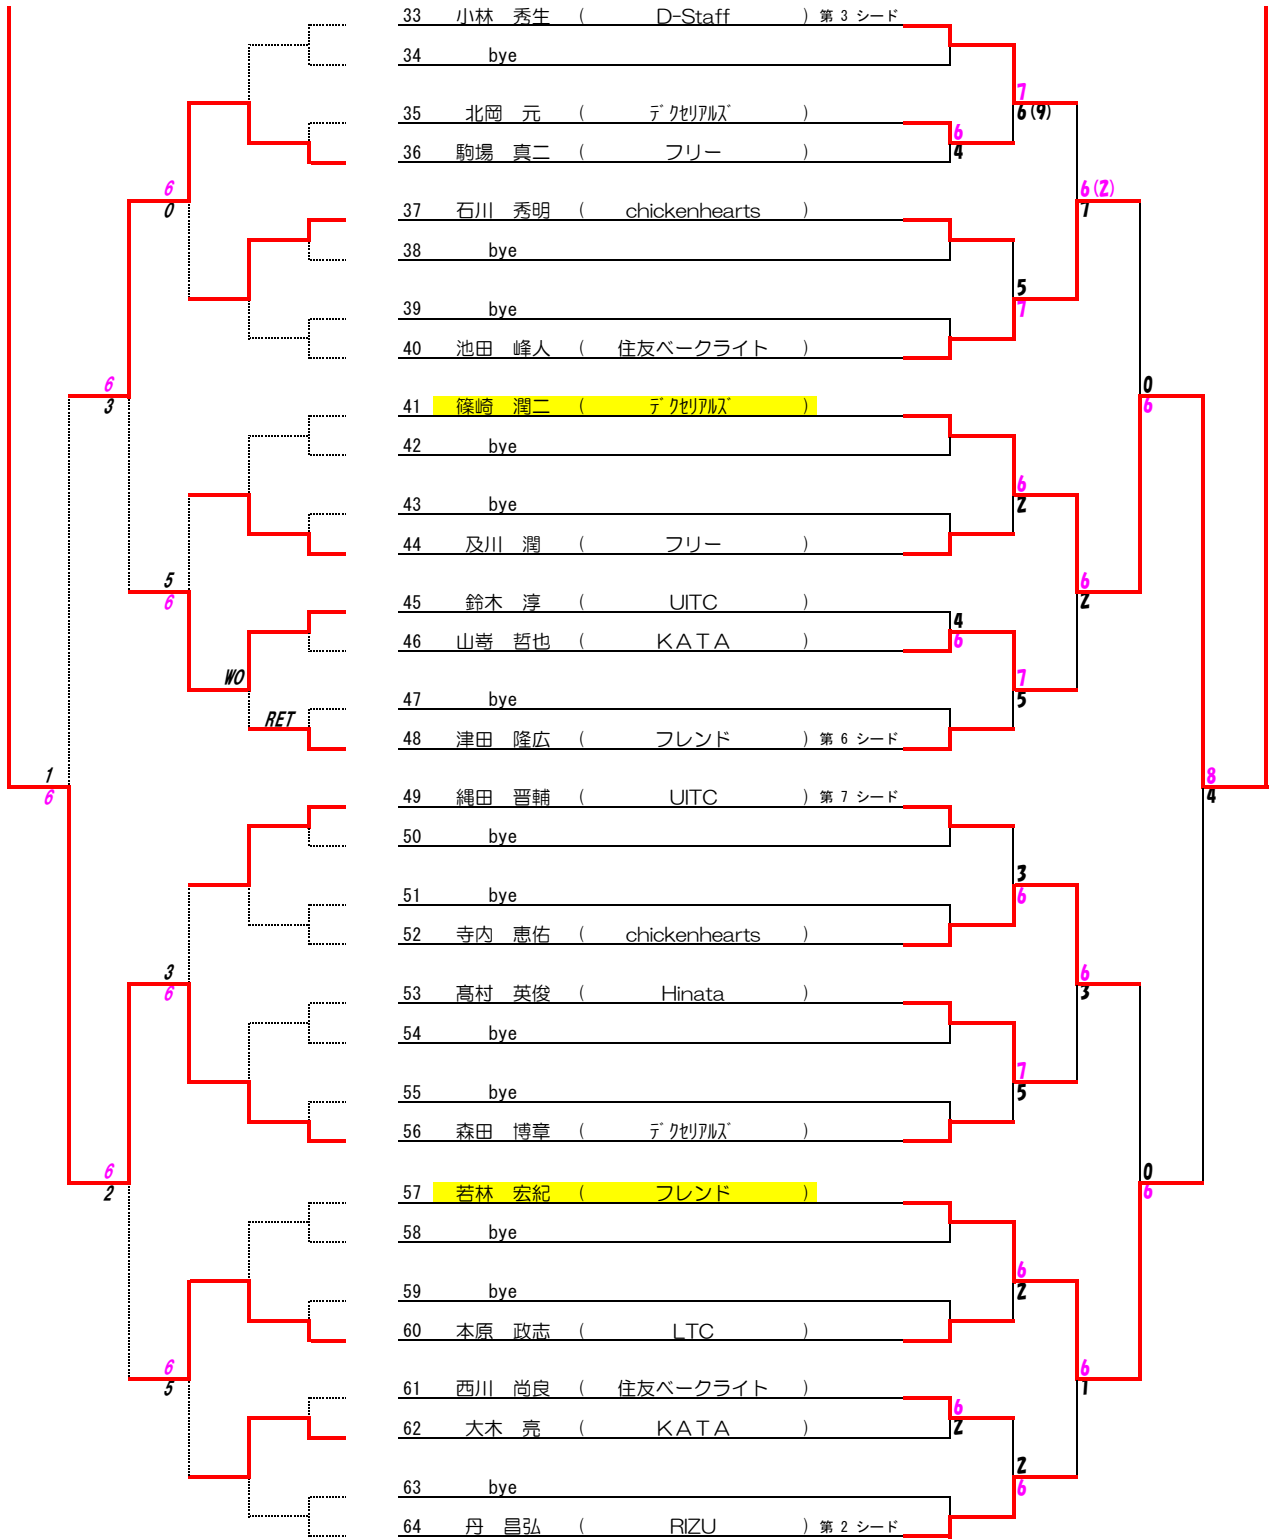 33 小林 秀生 ( D-Staff ) 第 3 シード
34 bye
7
35 北岡 元 ( デクセリアルズ )
6 (9)
6
36 駒場 真二 ( フリー )
4
6
6 (2)
0
37 石川 秀明 ( chickenhearts )
7
38 bye
5
39 bye
7
40 池田 峰人 ( 住友ベークライト )
6
0
3
41 篠崎 潤二 ( デクセリアルズ )
6
42 bye
6
43 bye
2
44 及川 潤 ( フリー )
5
6
6
45 鈴木 淳 ( UITC )
2
4
46 山嵜 哲也 ( KATA )
6
WO
7
47 bye
5
RET
48 津田 隆広 ( フレンド ) 第 6 シード
1
8
6
49 縄田 晋輔 ( UITC ) 第 7 シード
4
50 bye
3
51 bye
6
52 寺内 恵佑 ( chickenhearts )
3
6
6
53 髙村 英俊 ( Hinata )
3
54 bye
7
55 bye
5
56 森田 博章 ( デクセリアルズ )
6
0
2
57 若林 宏紀 ( フレンド )
6
58 bye
6
59 bye
2
60 本原 政志 ( LTC )
6
6
5
61 西川 尚良 ( 住友ベークライト )
1
6
62 大木 亮 ( KATA )
2
2
63 bye
6
64 丹 昌弘 ( RIZU ) 第 2 シード